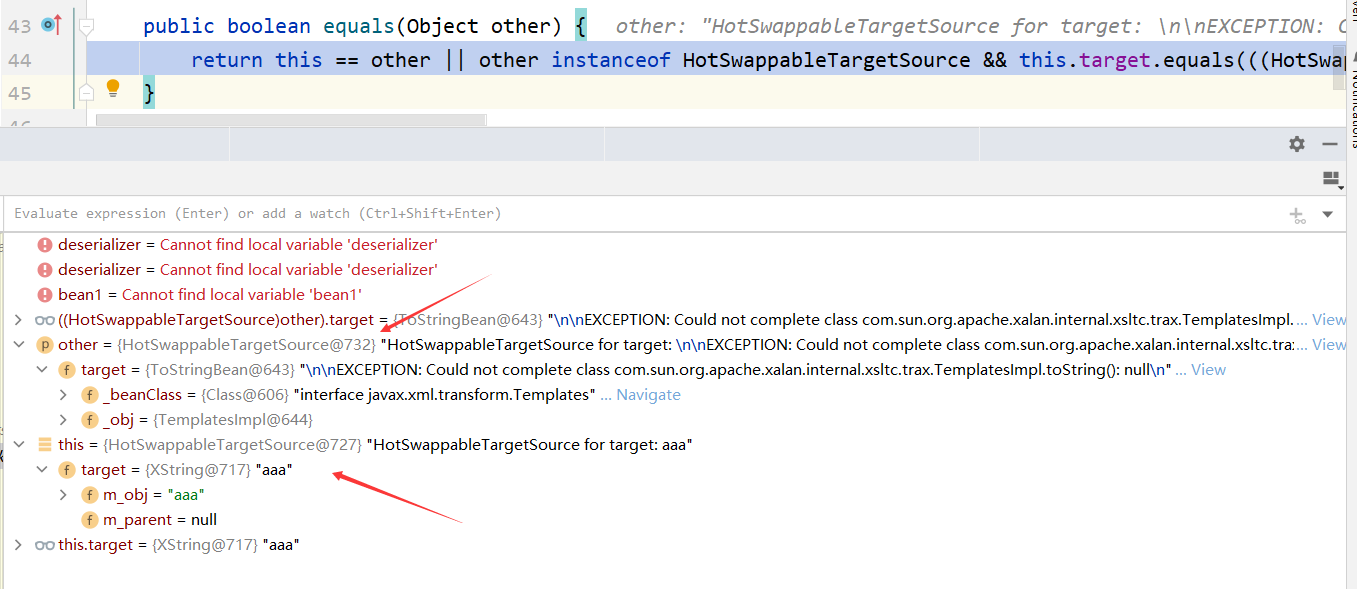 43 public boolean equals(Object other) { other: "HotSwappableTargetSource for target: \n\nEXCEPTION: C
44 return this == other || other instanceof HotSwappableTargetSource && this.target.equals(((HotSwap
45 }
46
Notifications
Evaluate expression (Enter) or add a watch (Ctrl+Shift+Enter)
deserializer = Cannot find local variable 'deserializer'
deserializer = Cannot find local variable 'deserializer'
bean1 = Cannot find local variable 'bean1'
((HotSwappableTargetSource)other).target = {ToStringBean@643} "\n\nEXCEPTION: Could not complete class com.sun.org.apache.xalan.internal.xsltc.trax.TemplatesImpl. ... View
p other = {HotSwappableTargetSource@732} "HotSwappableTargetSource for target: \n\nEXCEPTION: Could not complete class com.sun.org.apache.xalan.internal.xsltc.tra: ... View
f target = {ToStringBean@643} "\n\nEXCEPTION: Could not complete class com.sun.org.apache.xalan.internal.xsltc.trax.TemplatesImpl.toString(): null\n" ... View
f _beanClass = {Class@606} "interface javax.xml.transform.Templates" ... Navigate
f _obj = {TemplatesImpl@644}
this = {HotSwappableTargetSource@727} "HotSwappableTargetSource for target: aaa"
f target = {XString@717} "aaa"
f m_obj = "aaa"
f m_parent = null
this.target = {XString@717} "aaa"